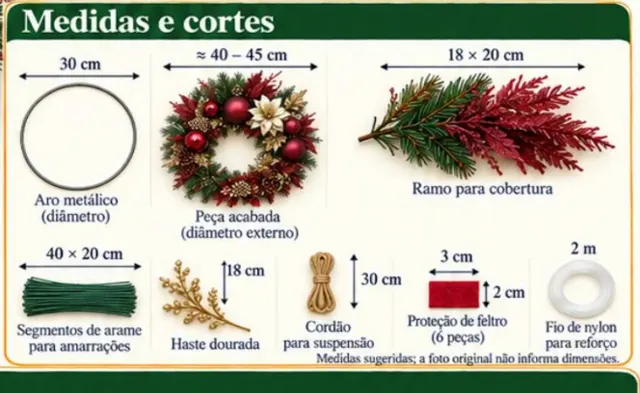 Medidas e cortes
30 cm
≈ 40 – 45 cm
18 × 20 cm
Aro metálico
(diâmetro)
Peça acabada
(diâmetro externo)
Ramo para cobertura
40 × 20 cm
18 cm
30 cm
3 cm
2 cm
2 m
Segmentos de arame
para amarrações
Haste dourada
Cordão
para suspensão
Proteção de feltro
(6 peças)
Fio de nylon
para reforço
Medidas sugeridas; a foto original não informa dimensões.